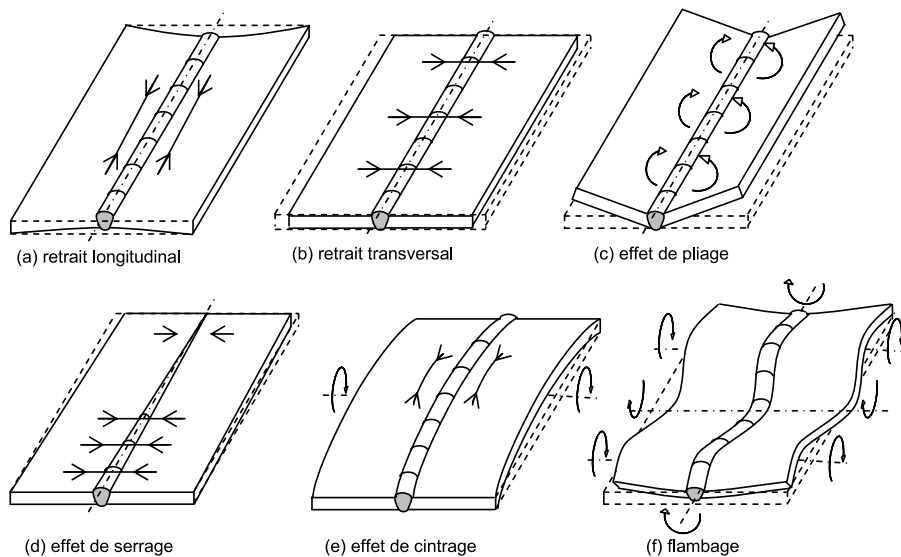 (a) retrait longitudinal
(b) retrait transversal
(c) effet de pliage
(d) effet de serrage
(e) effet de cintrage
(f) flambage